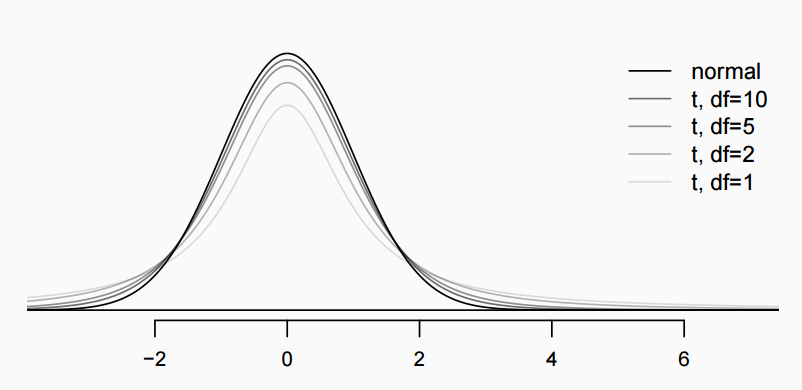 normal
t, df=10
t, df=5
t, df=2
t, df=1
−2 0 2 4 6